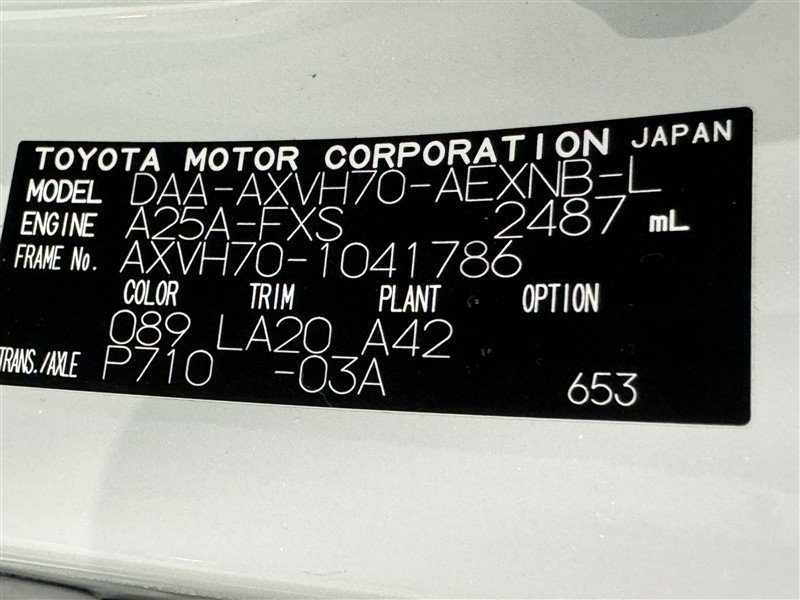 TOYOTA MOTOR CORPORATION JAPAN
MODEL DAA-AXVH70-AEXNB-L
ENGINE A25A-FXS 2487 mL
FRAME No. AXVH70-1041786
COLOR TRIM PLANT OPTION
089 LA20 A42
TRANS./AXLE P710 -03A 653